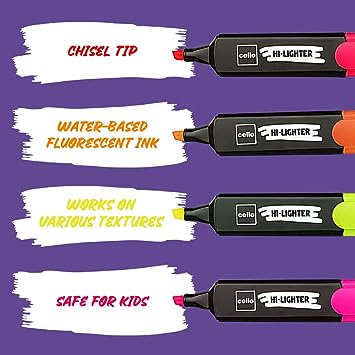 CHISEL TIP
cello HI-LIGHTER
WATER-BASED
FLUORESCENT INK
cello HI-LIGHTER
WORKS ON
VARIOUS TEXTURES
cello HI-LIGHTER
SAFE FOR KIDS
cello HI-LIGHTER